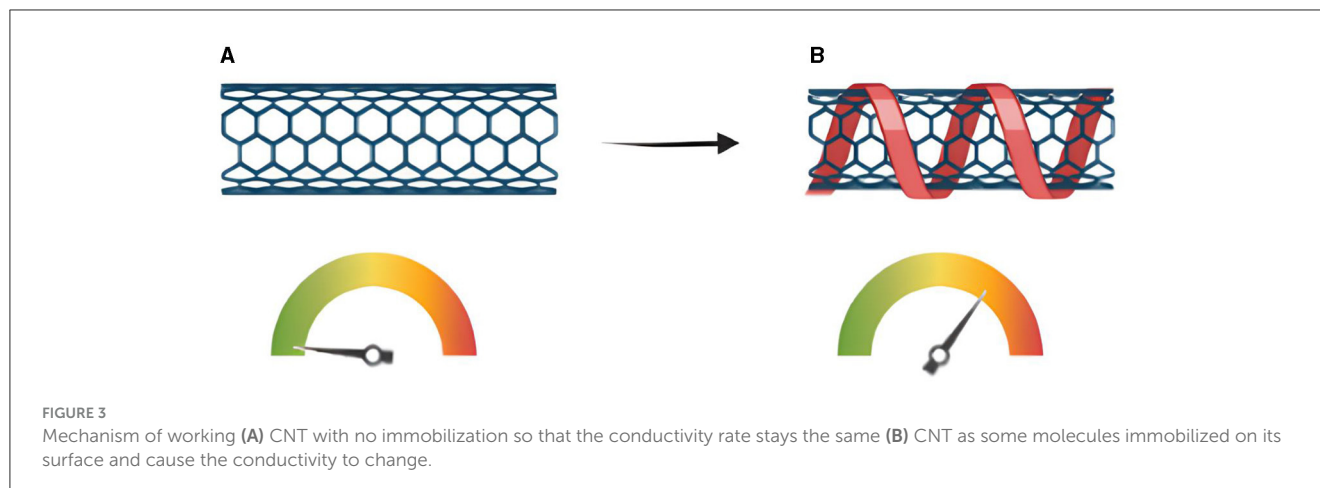 A
B
FIGURE 3
Mechanism of working (A) CNT with no immobilization so that the conductivity rate stays the same (B) CNT as some molecules immobilized on its
surface and cause the conductivity to change.